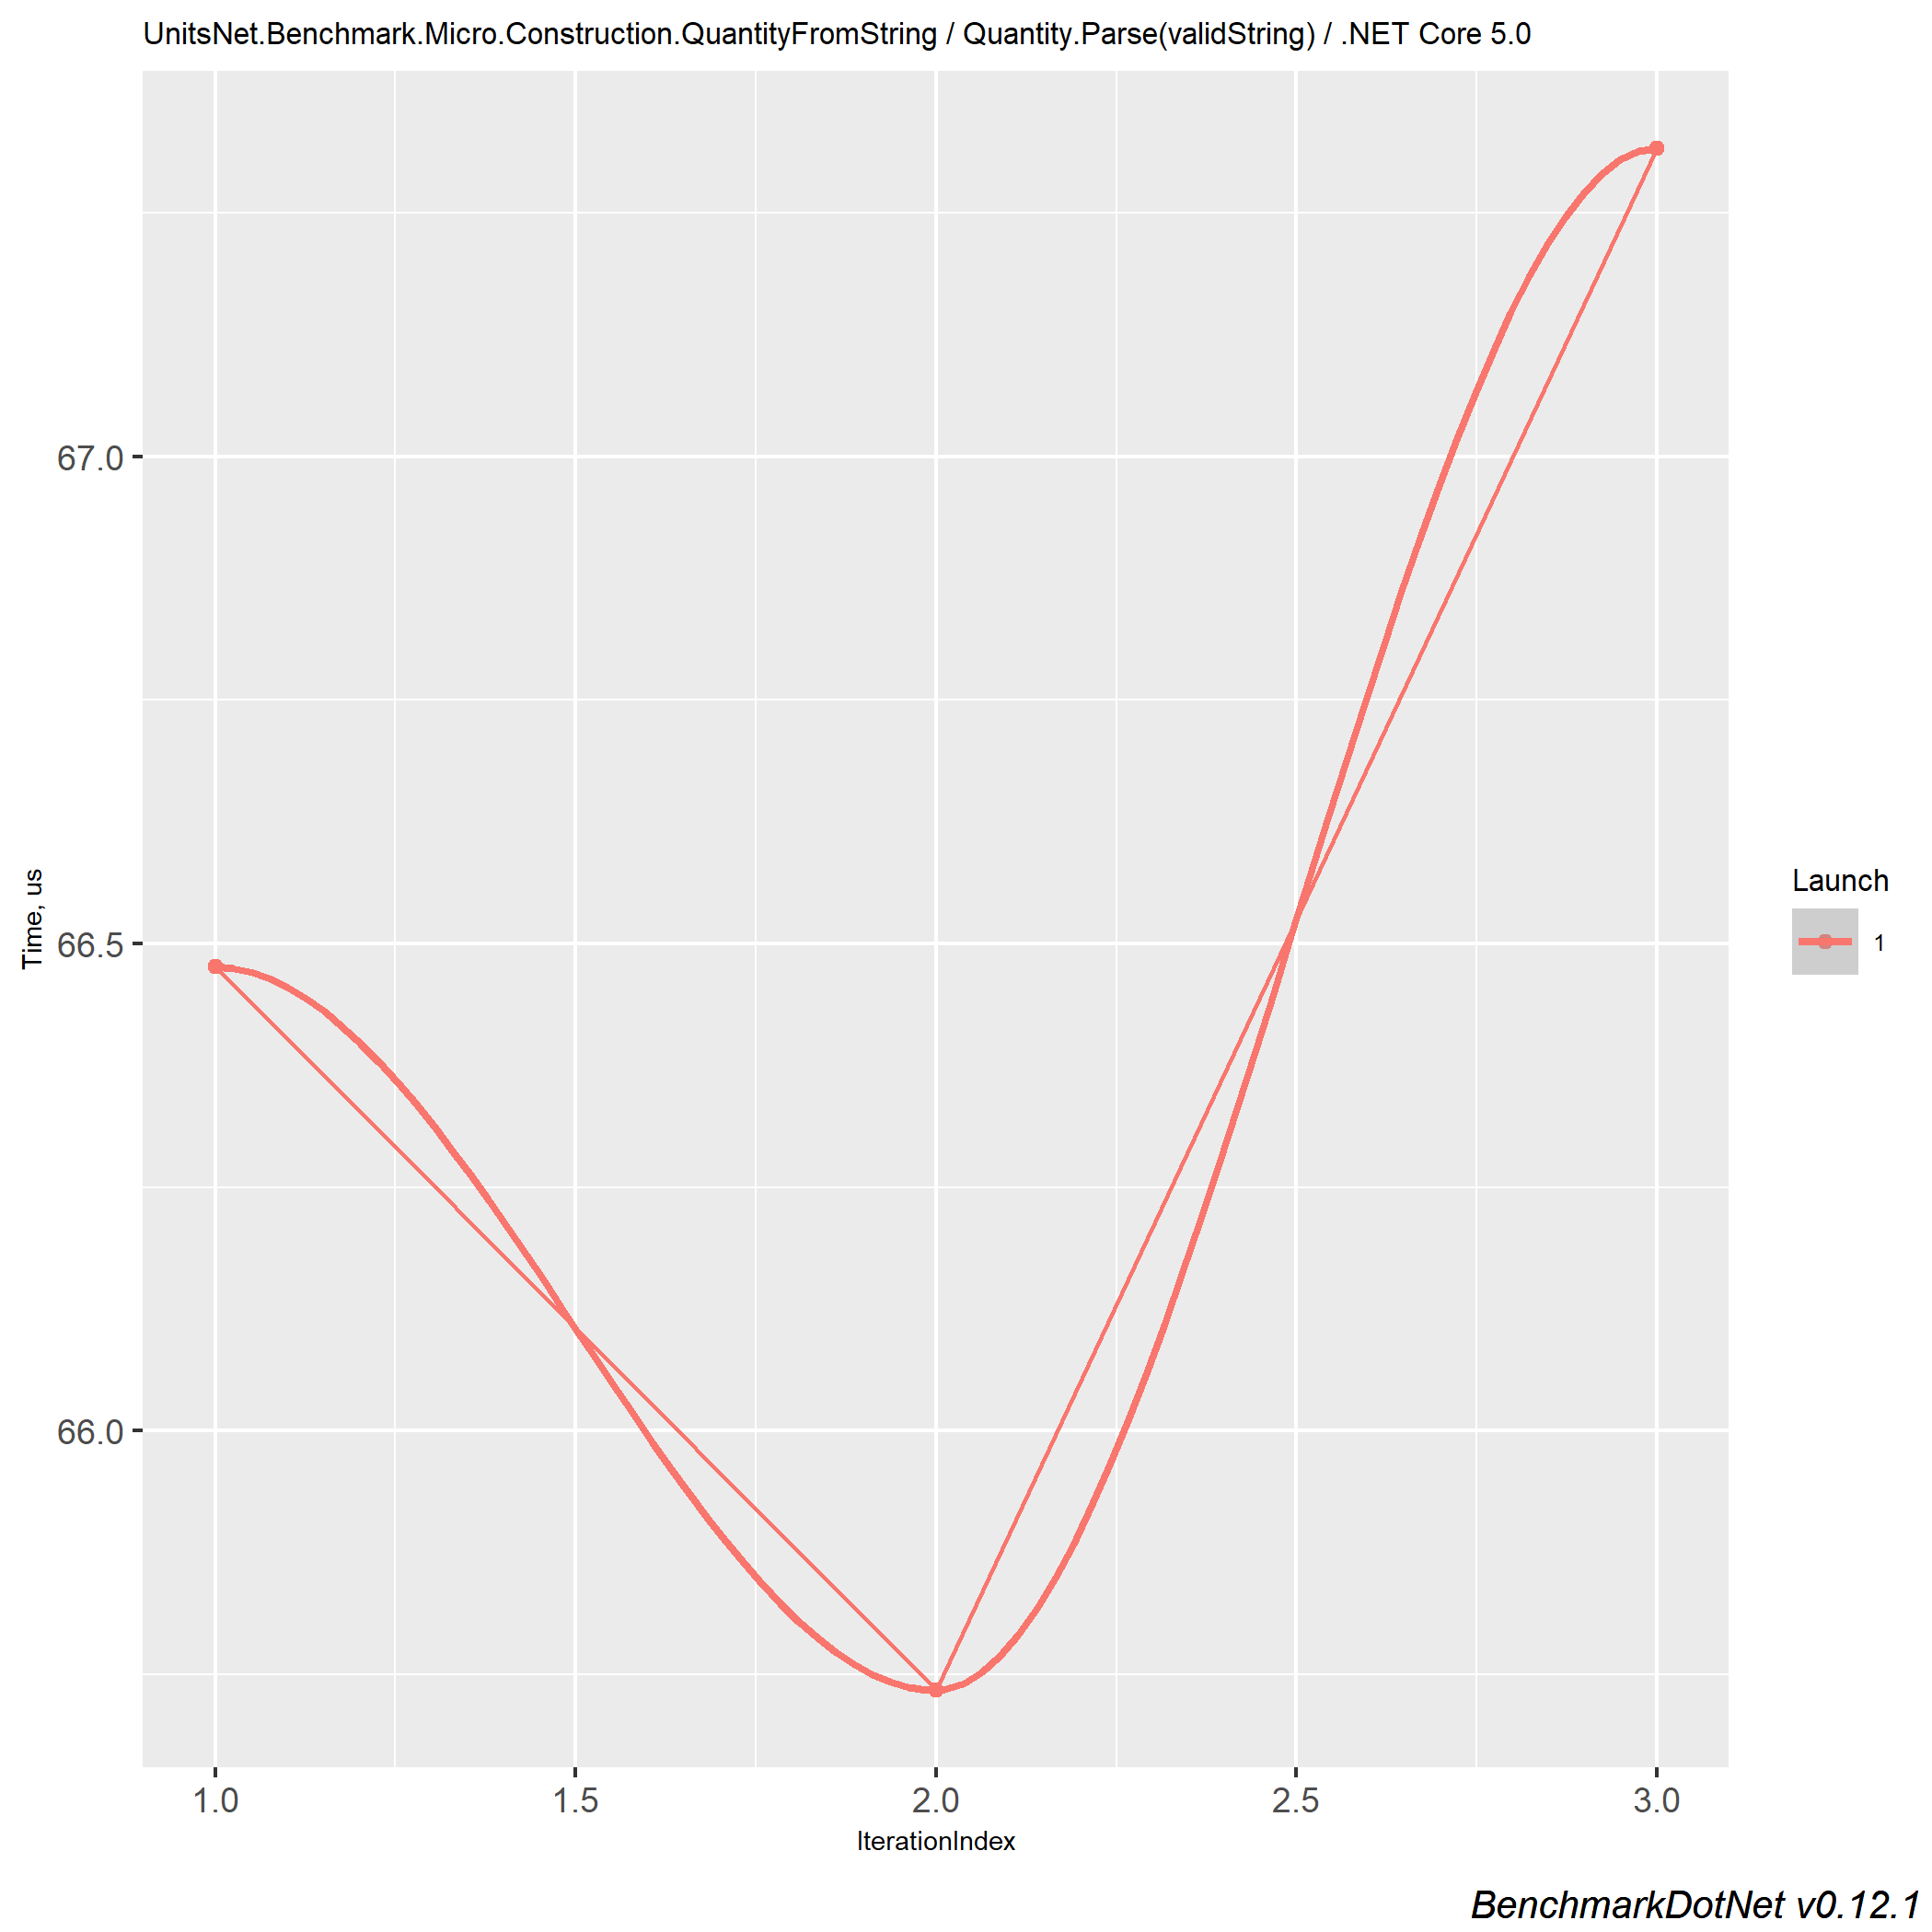 UnitsNet.Benchmark.Micro.Construction.QuantityFromString / Quantity.Parse(validString) / .NET Core 5.0
67.0
66.5
66.0
Time, us
1.0 1.5 2.0 2.5 3.0
IterationIndex
Launch
1
BenchmarkDotNet v0.12.1